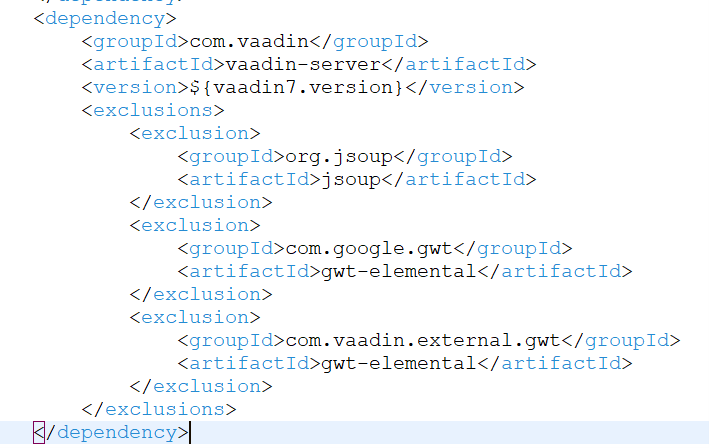 <dependency>
    <groupId>com.vaadin</groupId>
    <artifactId>vaadin-server</artifactId>
    <version>${vaadin7.version}</version>
    <exclusions>
        <exclusion>
            <groupId>org.jsoup</groupId>
            <artifactId>jsoup</artifactId>
        </exclusion>
        <exclusion>
            <groupId>com.google.gwt</groupId>
            <artifactId>gwt-elemental</artifactId>
        </exclusion>
        <exclusion>
            <groupId>com.vaadin.external.gwt</groupId>
            <artifactId>gwt-elemental</artifactId>
        </exclusion>
    </exclusions>
</dependency>